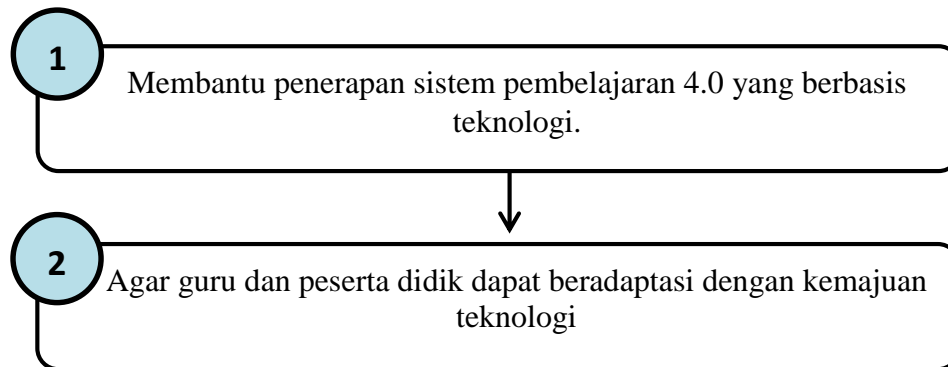 1
Membantu penerapan sistem pembelajaran 4.0 yang berbasis
teknologi.
2
Agar guru dan peserta didik dapat beradaptasi dengan kemajuan
teknologi